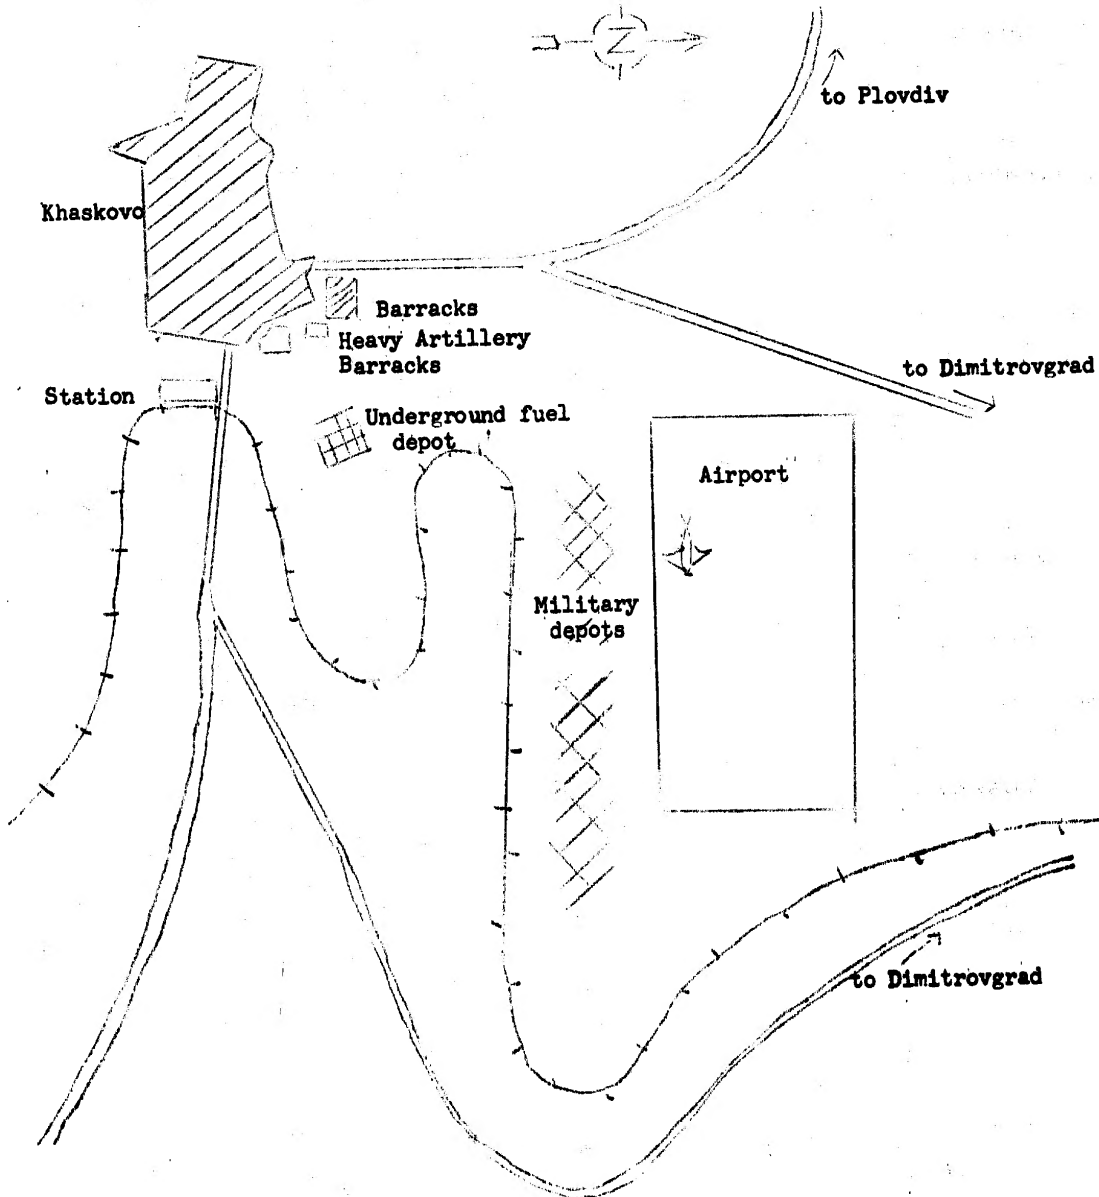 N
to Plovdiv
Khaskovo
Barracks
Heavy Artillery
Barracks
to Dimitrovgrad
Station
Underground fuel
depot
Airport
Military
depots
to Dimitrovgrad